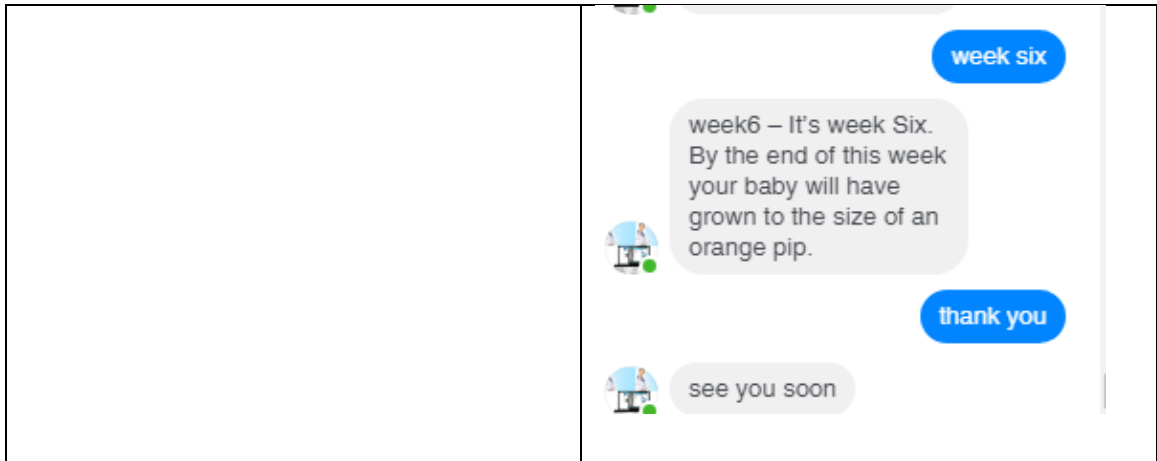 week six
week6 – It's week Six.
By the end of this week
your baby will have
grown to the size of an
orange pip.
thank you
see you soon